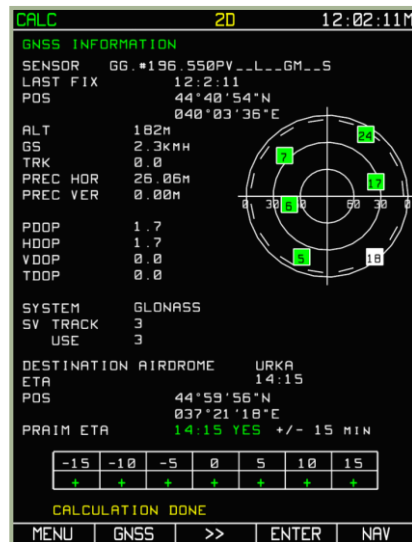 CALC 2D 12:02:11M
GNSS INFORMATION
SENSOR GG.#196.550PV__L__GM__S
LAST FIX 12:2:11
POS 44°40'54"N
040°03'36"E
ALT 182M
GS 2.3KMH
TRK 0.0
PREC HOR 26.06M
PREC VER 0.00M
PDOP 1.7
HDOP 1.7
VDOP 0.0
TDOP 0.0
24
7
17
0 30 6 60 30 0
5 18
SYSTEM GLONASS
SV TRACK 3
USE 3
DESTINATION AIRDROME URKA
ETA 14:15
POS 44°59'56"N
037°21'18"E
PRAIM ETA 14:15 YES +/- 15 MIN
-15 -10 -5 0 5 10 15
+ + + + + + +
CALCULATION DONE
MENU GNSS >> ENTER NAV